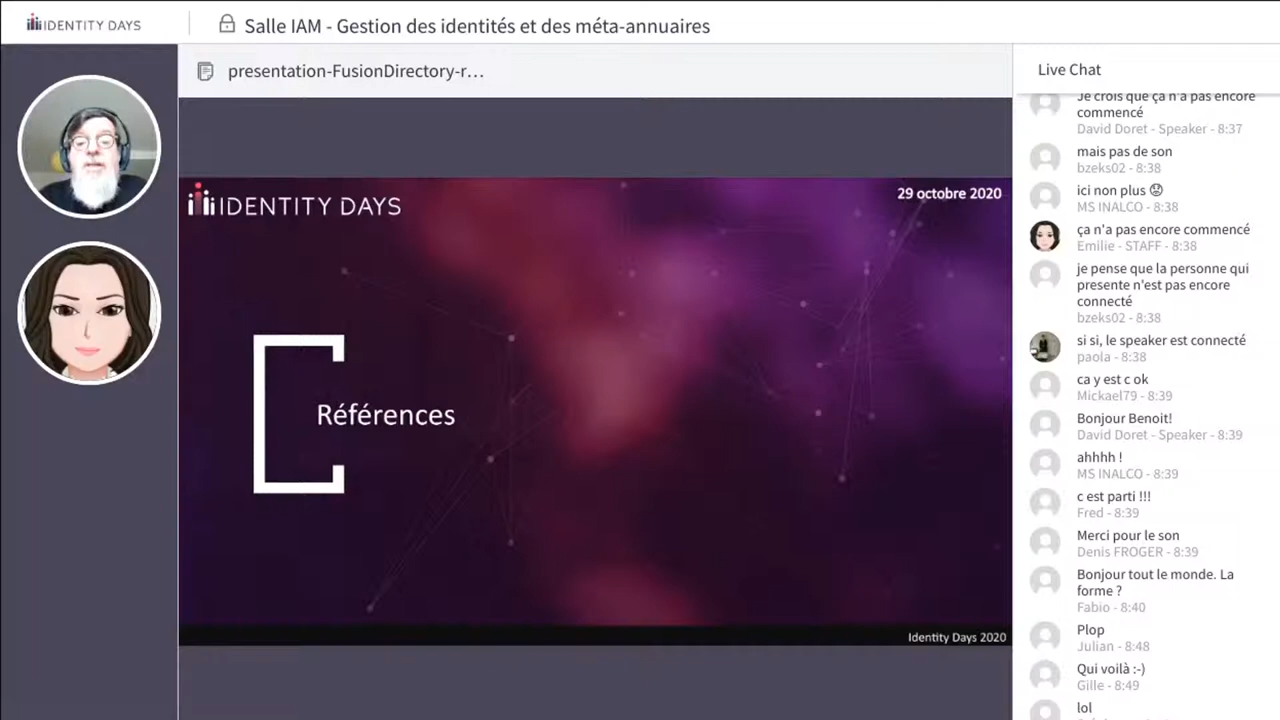 IDENTITY DAYS
Salle IAM - Gestion des identités et des méta-annuaires
presentation-FusionDirectory-r…
IDENTITY DAYS
29 octobre 2020
Références
Identity Days 2020
Live Chat
Je crois que ça n'a pas encore
commencé
David Doret - Speaker - 8:37
mais pas de son
bzeks02 - 8:38
ici non plus 😟
MS INALCO - 8:38
ça n'a pas encore commencé
Emilie - STAFF - 8:38
je pense que la personne qui
presente n'est pas encore
connecté
bzeks02 - 8:38
si si, le speaker est connecté
paola - 8:38
ca y est c ok
Mickael79 - 8:39
Bonjour Benoit!
David Doret - Speaker - 8:39
ahhhh !
MS INALCO - 8:39
c est parti !!!
Fred - 8:39
Merci pour le son
Denis FROGER - 8:39
Bonjour tout le monde. La
forme ?
Fabio - 8:40
Plop
Julian - 8:48
Qui voilà :-)
Gille - 8:49
lol